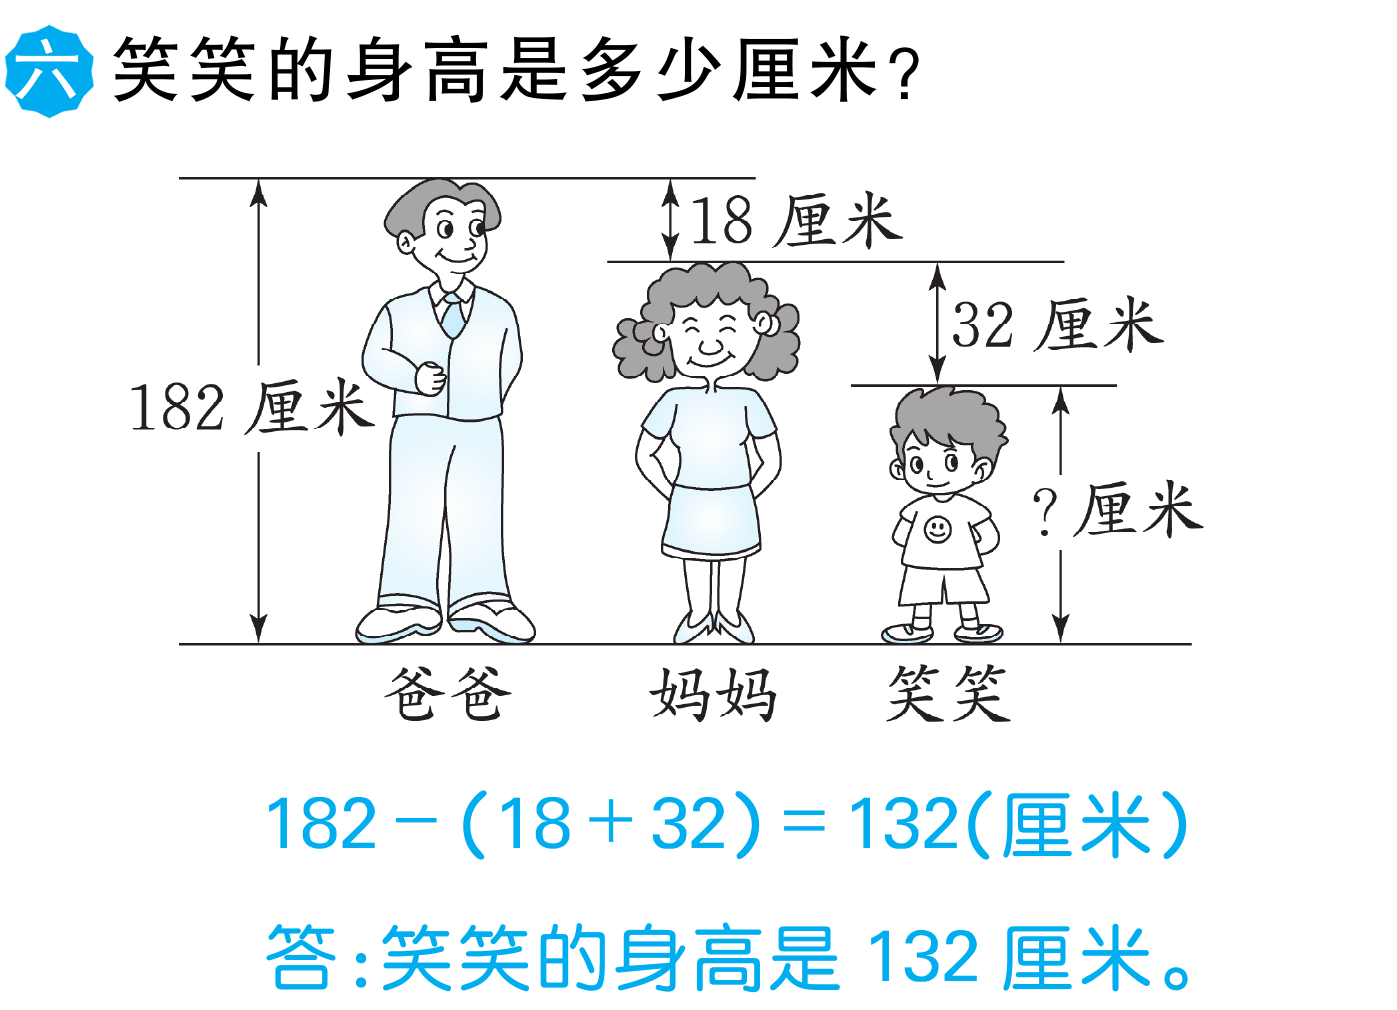 六 笑笑的身高是多少厘米?
18 厘米
32 厘米
182 厘米
? 厘米
爸爸 妈妈 笑笑
182-(18+32)=132(厘米)
答:笑笑的身高是 132 厘米。